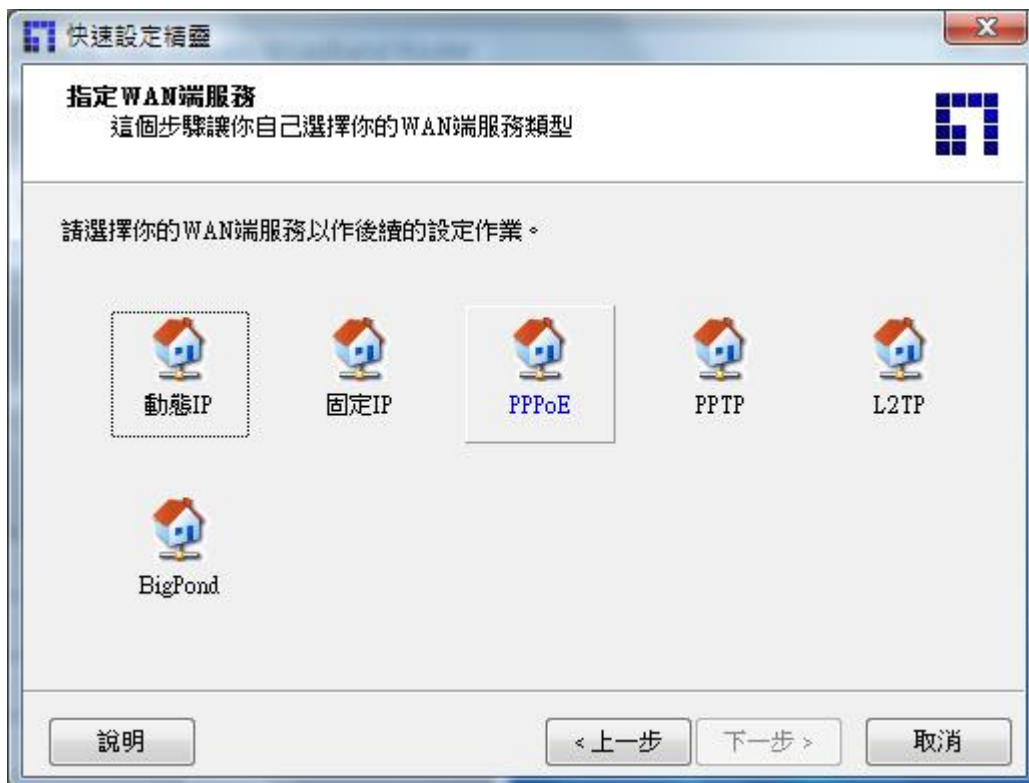 快速設定精靈
指定WAN端服務
這個步驟讓你自己選擇你的WAN端服務類型
請選擇你的WAN端服務以作後續的設定作業。
動態IP 固定IP PPPoE PPTP L2TP
BigPond
說明 <上一步 下一步> 取消